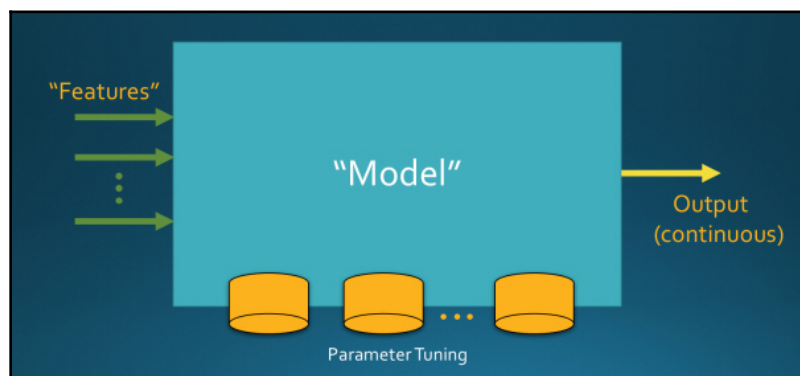 “Features”
“Model”
Output
(continuous)
Parameter Tuning